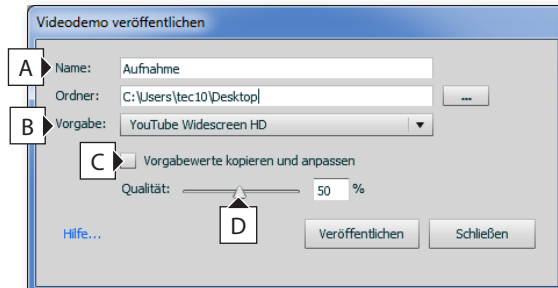 Videodemo veröffentlichen
A Name: Aufnahme
Ordner: C:\Users\tec10\Desktop ...
B Vorgabe: YouTube Widescreen HD
C Vorgabewerte kopieren und anpassen
Qualität: 50 %
D
Hilfe... Veröffentlichen Schließen